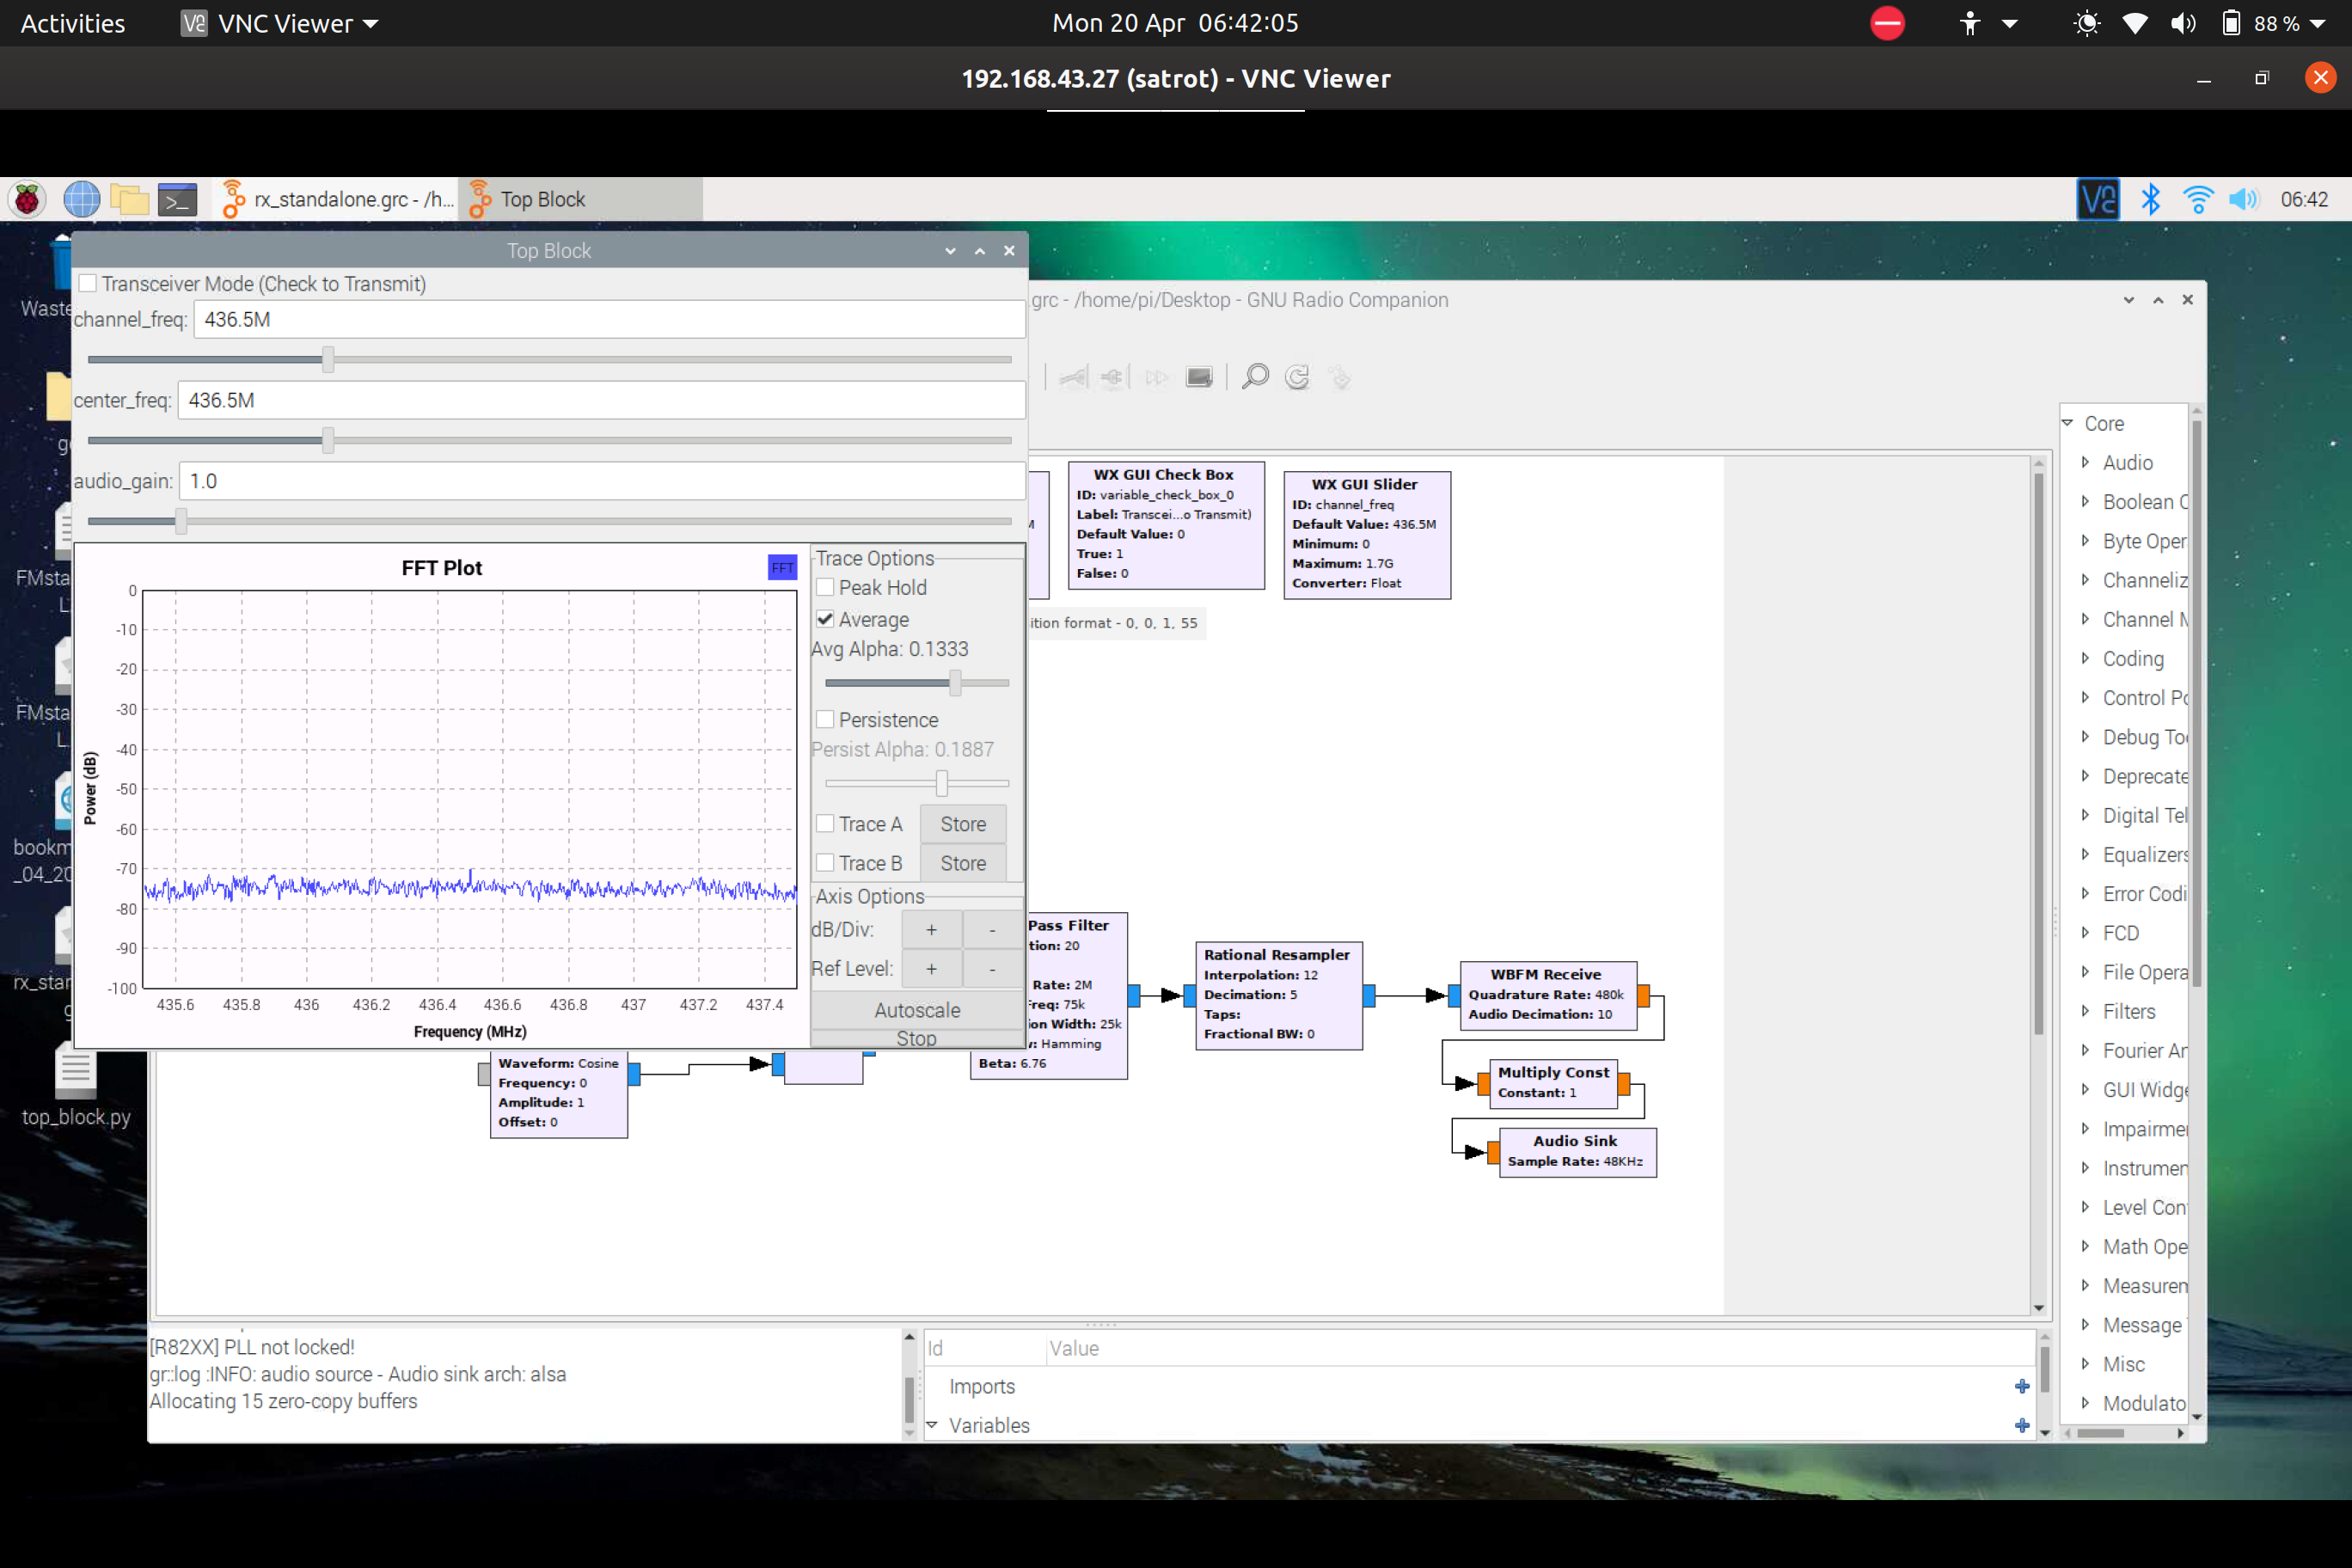 Activities
VNC Viewer
Mon 20 Apr 06:42:05
88 %
192.168.43.27 (satrot) - VNC Viewer
rx_standalone.grc - /h...
Top Block
06:42
Top Block
Transceiver Mode (Check to Transmit)
channel_freq: 436.5M
center_freq: 436.5M
audio_gain: 1.0
FFT Plot
FFT
0
-10
-20
-30
-40
-50
-60
-70
-80
-90
-100
Power (dB)
435.6 435.8 436 436.2 436.4 436.6 436.8 437 437.2 437.4
Frequency (MHz)
Trace Options
Peak Hold
Average
Avg Alpha: 0.1333
Persistence
Persist Alpha: 0.1887
Trace A Store
Trace B Store
Axis Options
dB/Div: + -
Ref Level: + -
Autoscale
Stop
Waste
FMsta
L.
FMsta
L.
bookm
_04_20
rx_star
top_block.py
grc - /home/pi/Desktop - GNU Radio Companion
WX GUI Check Box
ID: variable_check_box_0
Label: Transcei...o Transmit)
Default Value: 0
True: 1
False: 0
WX GUI Slider
ID: channel_freq
Default Value: 436.5M
Minimum: 0
Maximum: 1.7G
Converter: Float
ition format - 0, 0, 1, 55
Waveform: Cosine
Frequency: 0
Amplitude: 1
Offset: 0
Pass Filter
tion: 20
Rate: 2M
Freq: 75k
ion Width: 25k
w: Hamming
Beta: 6.76
Rational Resampler
Interpolation: 12
Decimation: 5
Taps:
Fractional BW: 0
WBFM Receive
Quadrature Rate: 480k
Audio Decimation: 10
Multiply Const
Constant: 1
Audio Sink
Sample Rate: 48KHz
Core
Audio
Boolean O
Byte Oper
Channeliz
Channel M
Coding
Control Po
Debug Too
Deprecate
Digital Tel
Equalizers
Error Codi
FCD
File Opera
Filters
Fourier An
GUI Widge
Impairmen
Instrumen
Level Cont
Math Ope
Measurem
Message
Misc
Modulato
[R82XX] PLL not locked!
gr::log :INFO: audio source - Audio sink arch: alsa
Allocating 15 zero-copy buffers
Id Value
Imports
Variables